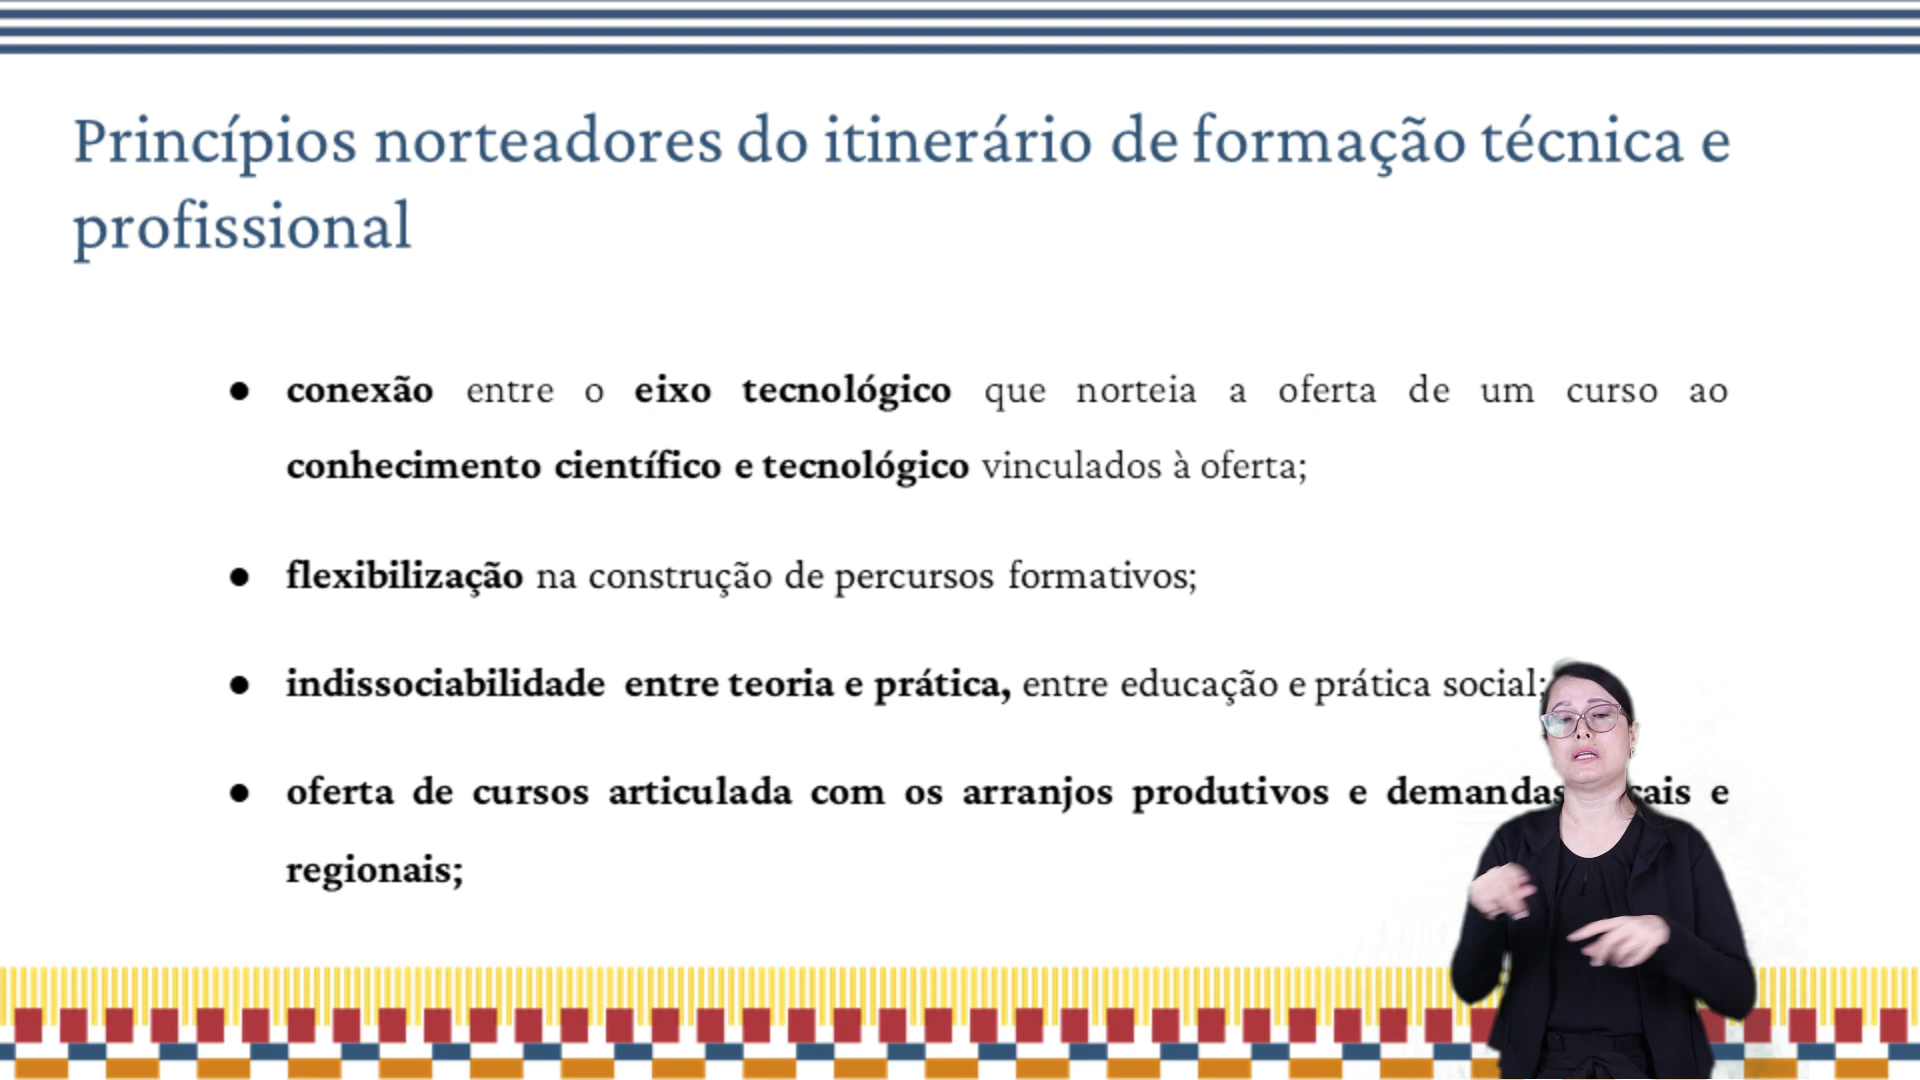 Princípios norteadores do itinerário de formação técnica e
profissional
● conexão entre o eixo tecnológico que norteia a oferta de um curso ao
conhecimento científico e tecnológico vinculados à oferta;
● flexibilização na construção de percursos formativos;
● indissociabilidade entre teoria e prática, entre educação e prática social;
● oferta de cursos articulada com os arranjos produtivos e demandas e
regionais;